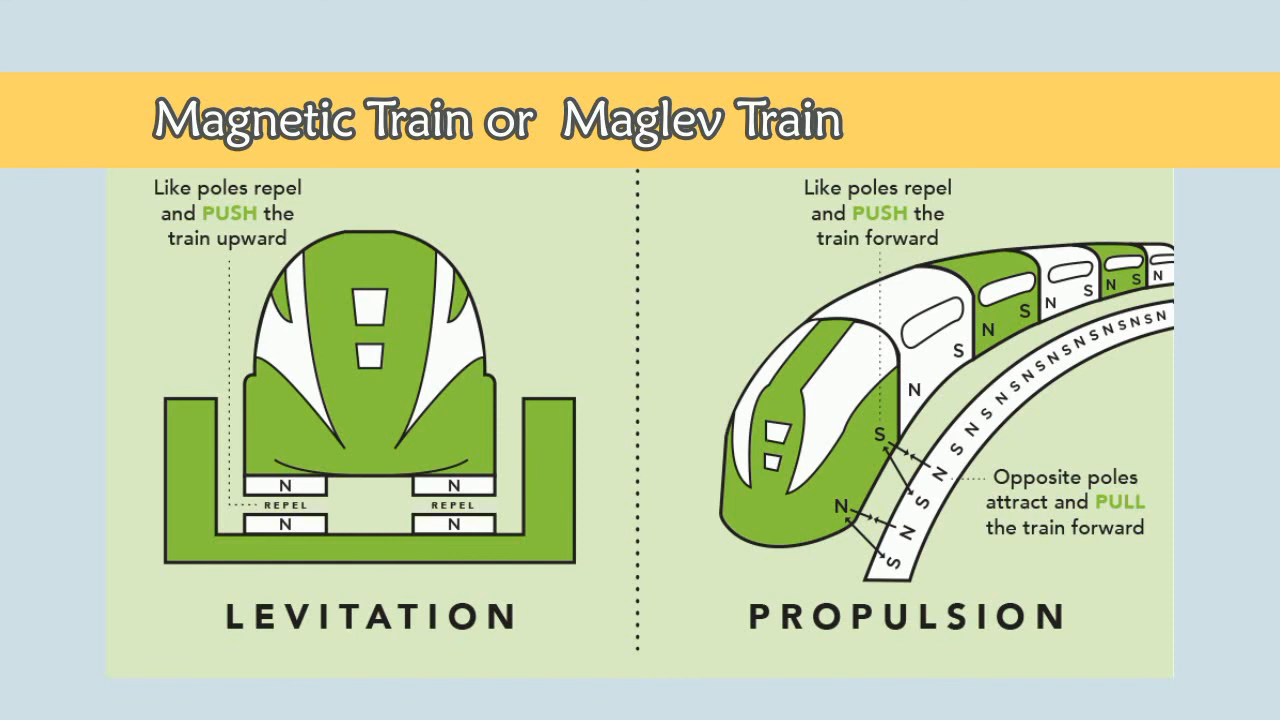 Magnetic Train or Maglev Train
Like poles repel
and PUSH the
train upward
N
N
REPEL
REPEL
N
N
LEVITATION
Like poles repel
and PUSH the
train forward
N
S
N
S
N
S
N
S
N
S
N
S
N
S
N
S
N
S
N
S
N
S
N
S
N
S
N
S
N
S
N
Opposite poles
attract and PULL
the train forward
PROPULSION